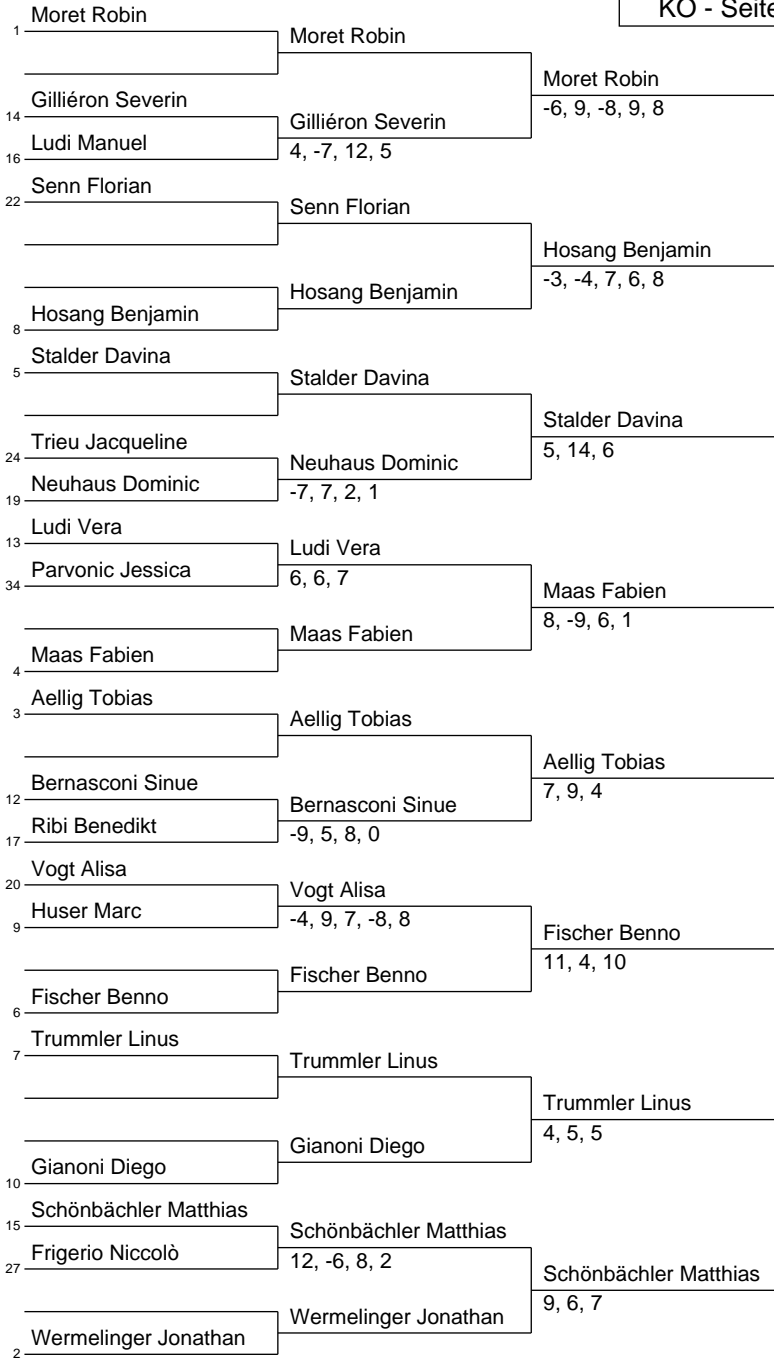 KO - Seite
Moret Robin
1
Moret Robin
Moret Robin
-6, 9, -8, 9, 8
Gilliéron Severin
14
Gilliéron Severin
4, -7, 12, 5
Ludi Manuel
16
Senn Florian
22
Senn Florian
Hosang Benjamin
-3, -4, 7, 6, 8
Hosang Benjamin
Hosang Benjamin
8
Stalder Davina
5
Stalder Davina
Stalder Davina
5, 14, 6
Trieu Jacqueline
24
Neuhaus Dominic
-7, 7, 2, 1
Neuhaus Dominic
19
Ludi Vera
13
Ludi Vera
6, 6, 7
Parvonic Jessica
34
Maas Fabien
8, -9, 6, 1
Maas Fabien
Maas Fabien
4
Aellig Tobias
3
Aellig Tobias
Aellig Tobias
7, 9, 4
Bernasconi Sinue
12
Bernasconi Sinue
-9, 5, 8, 0
Ribi Benedikt
17
Vogt Alisa
20
Vogt Alisa
-4, 9, 7, -8, 8
Huser Marc
9
Fischer Benno
11, 4, 10
Fischer Benno
Fischer Benno
6
Trummler Linus
7
Trummler Linus
Trummler Linus
4, 5, 5
Gianoni Diego
Gianoni Diego
10
Schönbächler Matthias
15
Schönbächler Matthias
12, -6, 8, 2
Frigerio Niccolò
27
Schönbächler Matthias
9, 6, 7
Wermelinger Jonathan
Wermelinger Jonathan
2